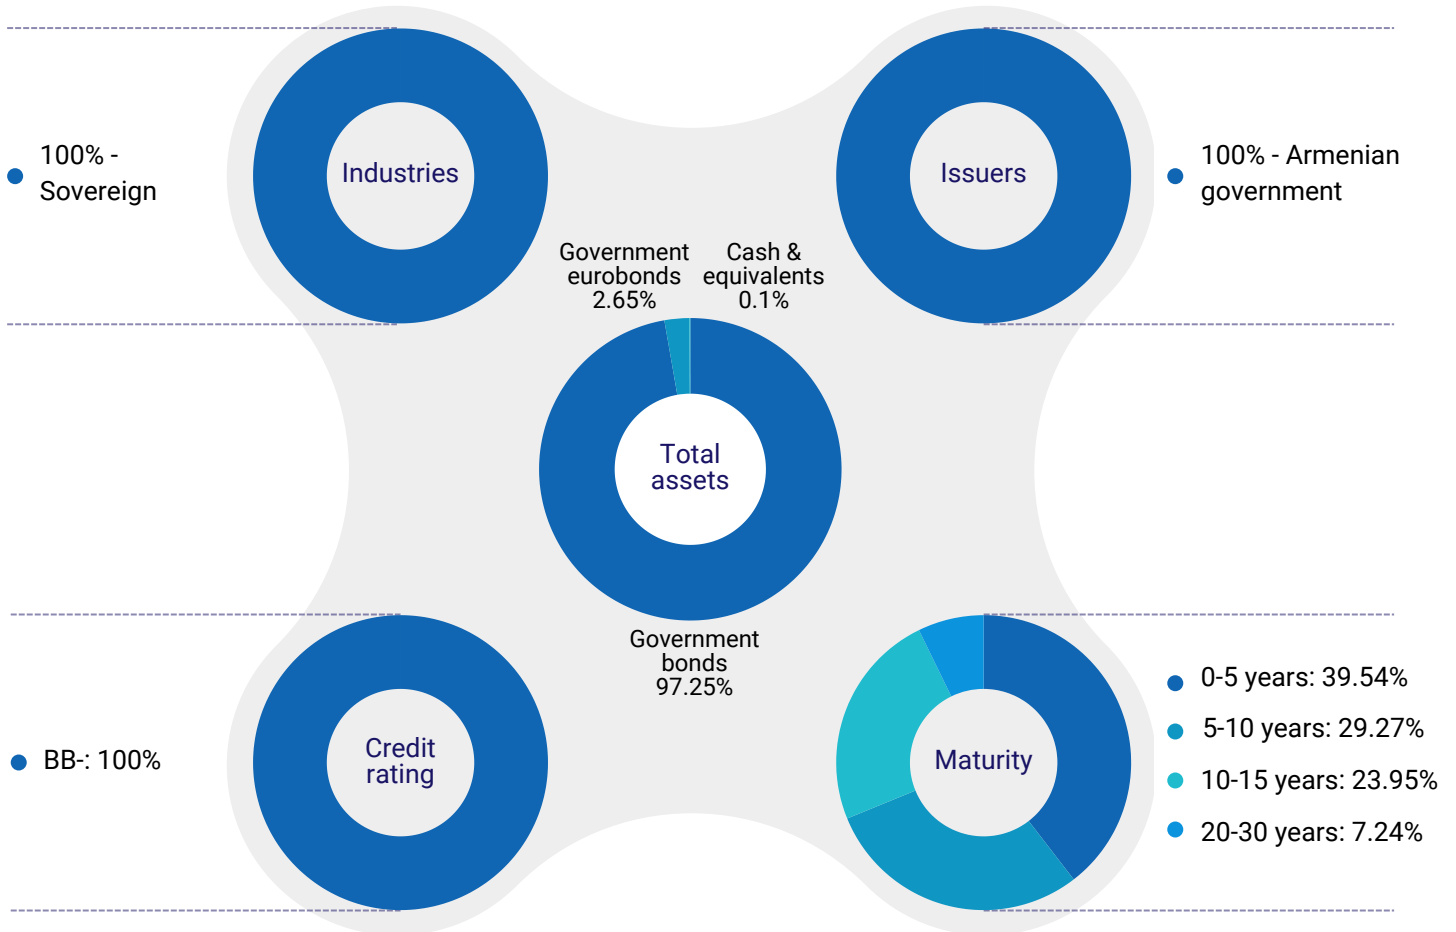 100% -
Sovereign
Industries
Issuers
100% - Armenian
government
Government
eurobonds
2.65%
Cash &
equivalents
0.1%
Total
assets
Government
bonds
97.25%
BB-: 100%
Credit
rating
Maturity
0-5 years: 39.54%
5-10 years: 29.27%
10-15 years: 23.95%
20-30 years: 7.24%